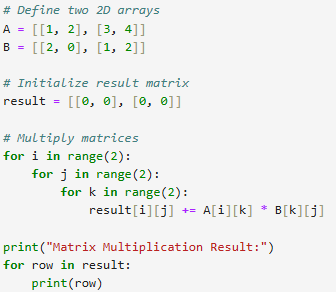 # Define two 2D arrays
A = [[1, 2], [3, 4]]
B = [[2, 0], [1, 2]]

# Initialize result matrix
result = [[0, 0], [0, 0]]

# Multiply matrices
for i in range(2):
    for j in range(2):
        for k in range(2):
            result[i][j] += A[i][k] * B[k][j]

print("Matrix Multiplication Result:")
for row in result:
    print(row)